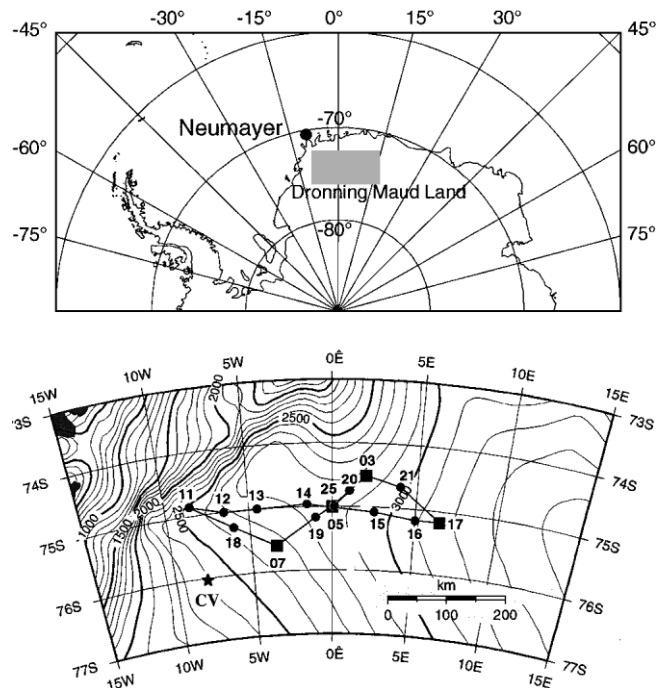 -45° -30° -15° 0° 15° 30° 45°
Neumayer
-70°
-60° 60°
Dronning Maud Land
-75° -80° 75°
0Ê
5W 5E
10W 10E
15W 15E
73S 73S
2000
2500
74S 74S
03
21
20
25
3000
11 12 13 14
1000
1500
2000
2500
05 15 16 17
75S 75S
18 19
07
km
CV
0 100 200
76S 76S
77S 77S
15W 15E
10W 10E
5W 0Ê 5E